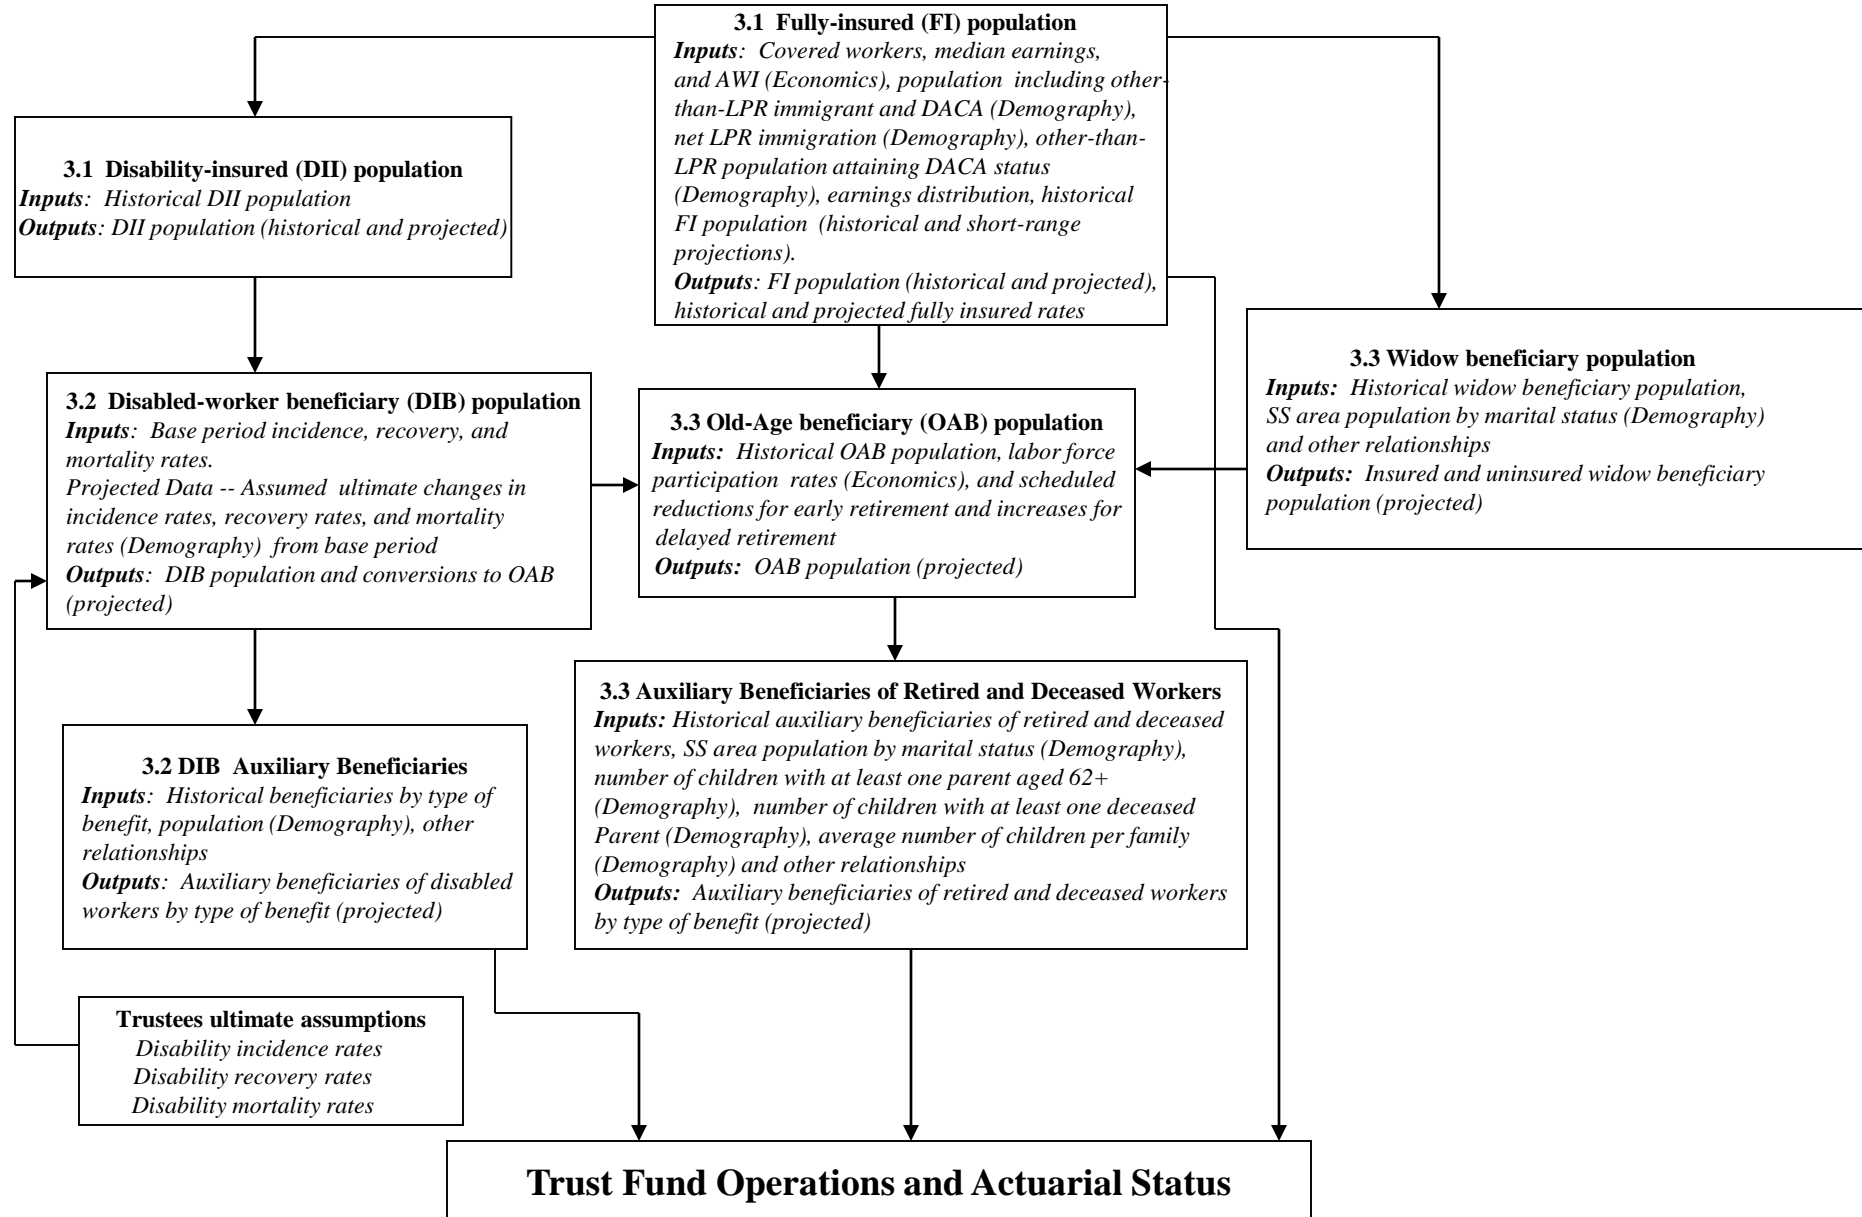 3.1 Fully-insured (FI) population
Inputs: Covered workers, median earnings,
and AWI (Economics), population including other-
than-LPR immigrant and DACA (Demography),
net LPR immigration (Demography), other-than-
LPR population attaining DACA status
(Demography), earnings distribution, historical
FI population (historical and short-range
projections).
Outputs: FI population (historical and projected),
historical and projected fully insured rates
3.1 Disability-insured (DII) population
Inputs: Historical DII population
Outputs: DII population (historical and projected)
3.2 Disabled-worker beneficiary (DIB) population
Inputs: Base period incidence, recovery, and
mortality rates.
Projected Data -- Assumed ultimate changes in
incidence rates, recovery rates, and mortality
rates (Demography) from base period
Outputs: DIB population and conversions to OAB
(projected)
3.3 Old-Age beneficiary (OAB) population
Inputs: Historical OAB population, labor force
participation rates (Economics), and scheduled
reductions for early retirement and increases for
delayed retirement
Outputs: OAB population (projected)
3.3 Widow beneficiary population
Inputs: Historical widow beneficiary population,
SS area population by marital status (Demography)
and other relationships
Outputs: Insured and uninsured widow beneficiary
population (projected)
3.2 DIB Auxiliary Beneficiaries
Inputs: Historical beneficiaries by type of
benefit, population (Demography), other
relationships
Outputs: Auxiliary beneficiaries of disabled
workers by type of benefit (projected)
3.3 Auxiliary Beneficiaries of Retired and Deceased Workers
Inputs: Historical auxiliary beneficiaries of retired and deceased
workers, SS area population by marital status (Demography),
number of children with at least one parent aged 62+
(Demography), number of children with at least one deceased
Parent (Demography), average number of children per family
(Demography) and other relationships
Outputs: Auxiliary beneficiaries of retired and deceased workers
by type of benefit (projected)
Trustees ultimate assumptions
Disability incidence rates
Disability recovery rates
Disability mortality rates
Trust Fund Operations and Actuarial Status